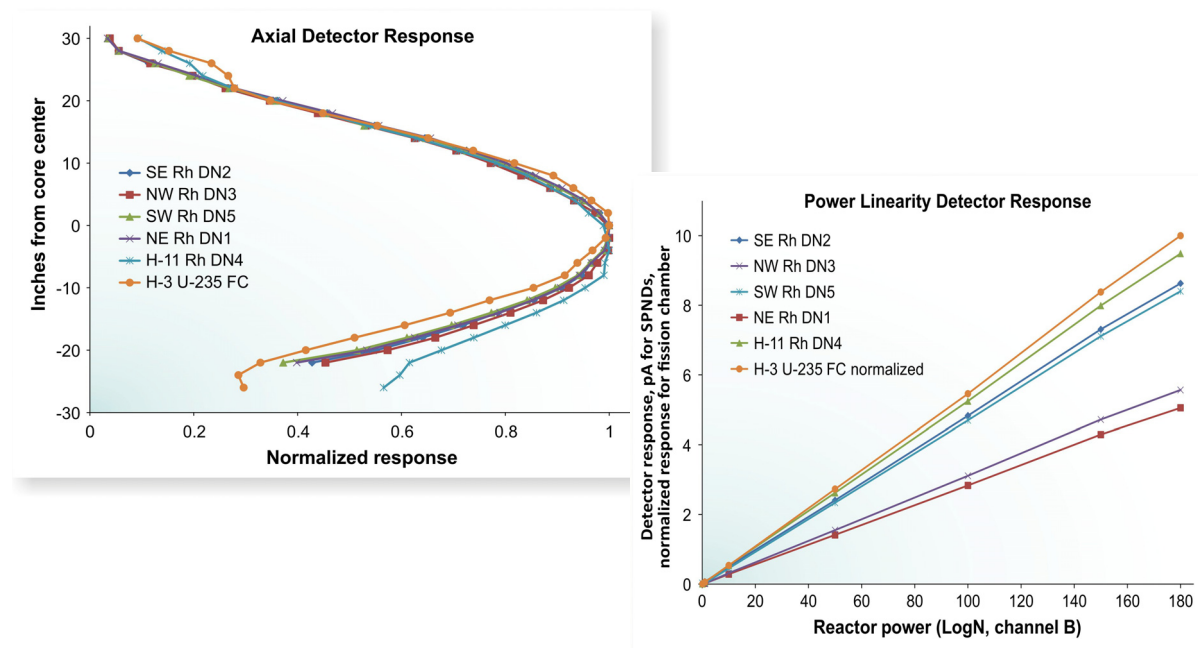 Axial Detector Response
Inches from core center
30
20
10
0
-10
-20
-30
SE Rh DN2
NW Rh DN3
SW Rh DN5
NE Rh DN1
H-11 Rh DN4
H-3 U-235 FC
0 0.2 0.4 0.6 0.8 1
Normalized response
Power Linearity Detector Response
Detector response, pA for SPNDs,
normalized response for fission chamber
10
8
6
4
2
0
SE Rh DN2
NW Rh DN3
SW Rh DN5
NE Rh DN1
H-11 Rh DN4
H-3 U-235 FC normalized
0 20 40 60 80 100 120 140 160 180
Reactor power (LogN, channel B)